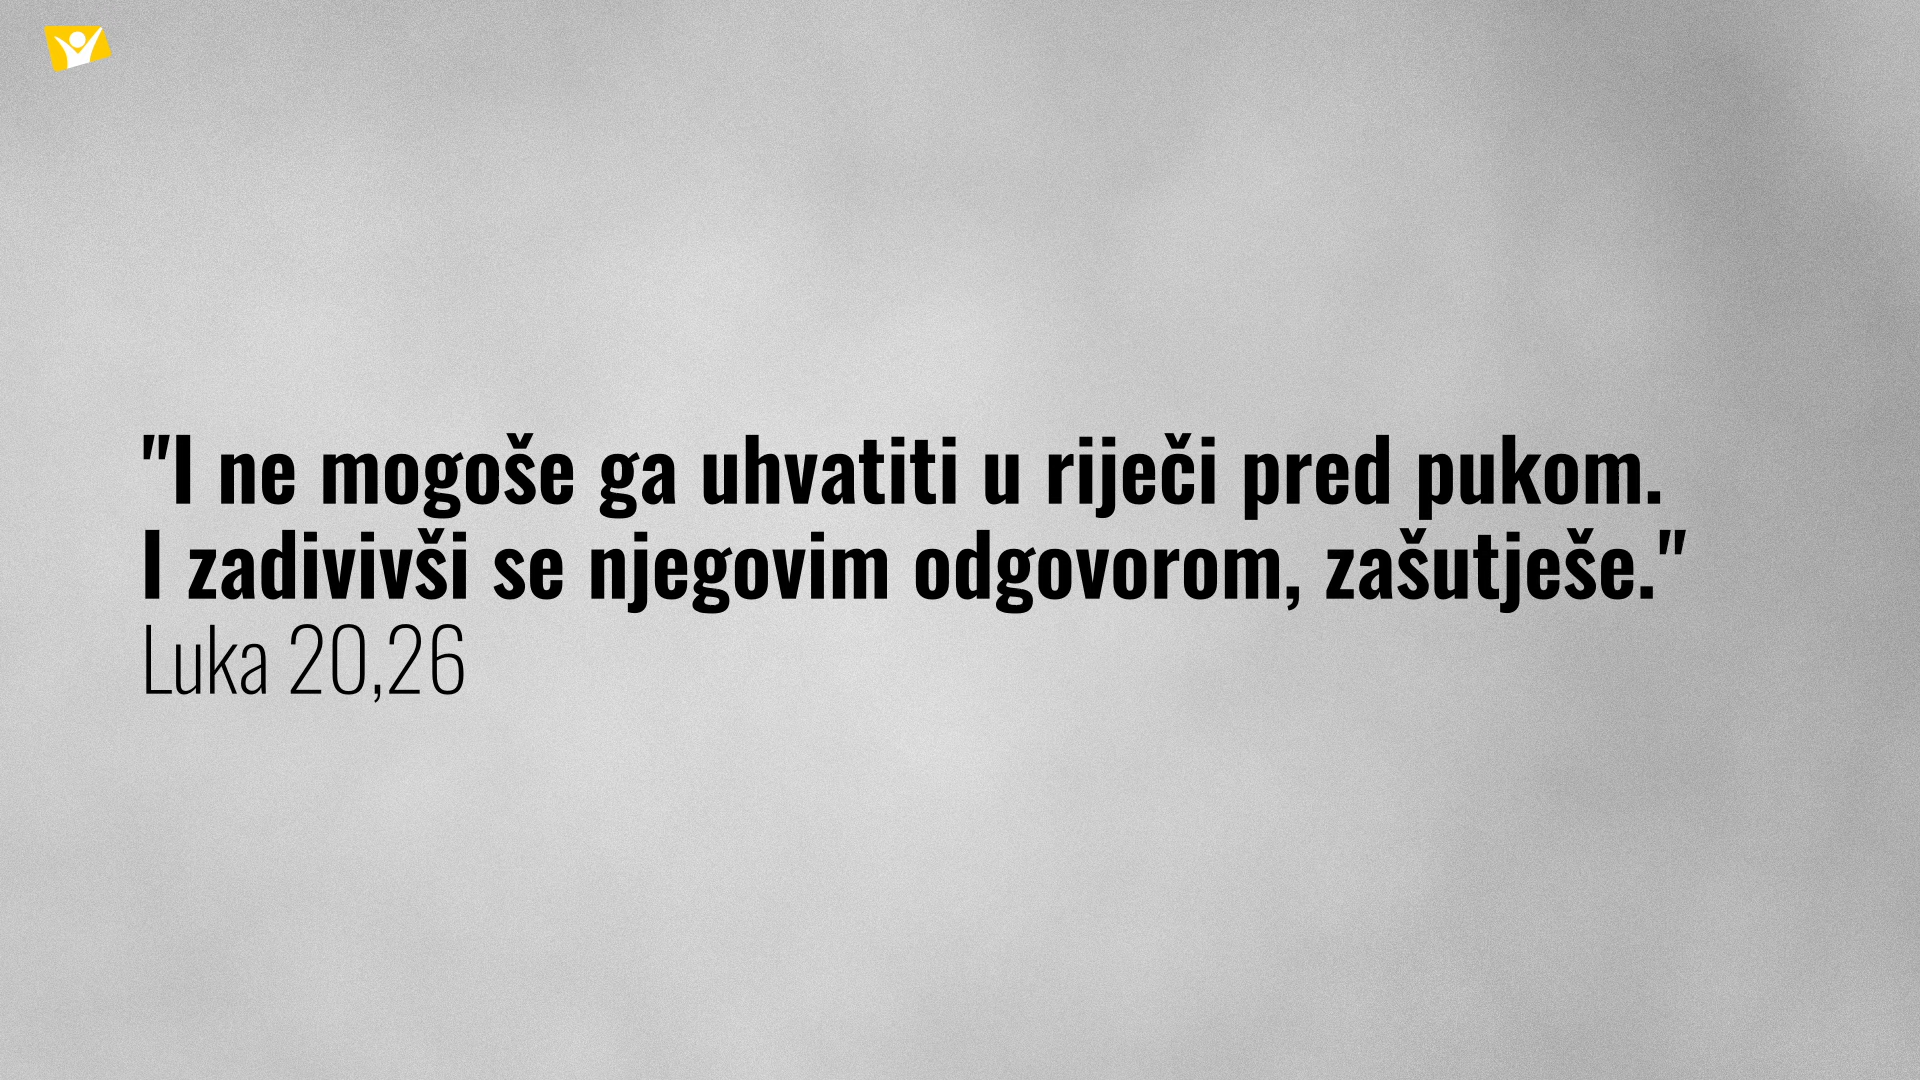 "I ne mogoše ga uhvatiti u riječi pred pukom.
I zadivivši se njegovim odgovorom, zašutješe."
Luka 20,26